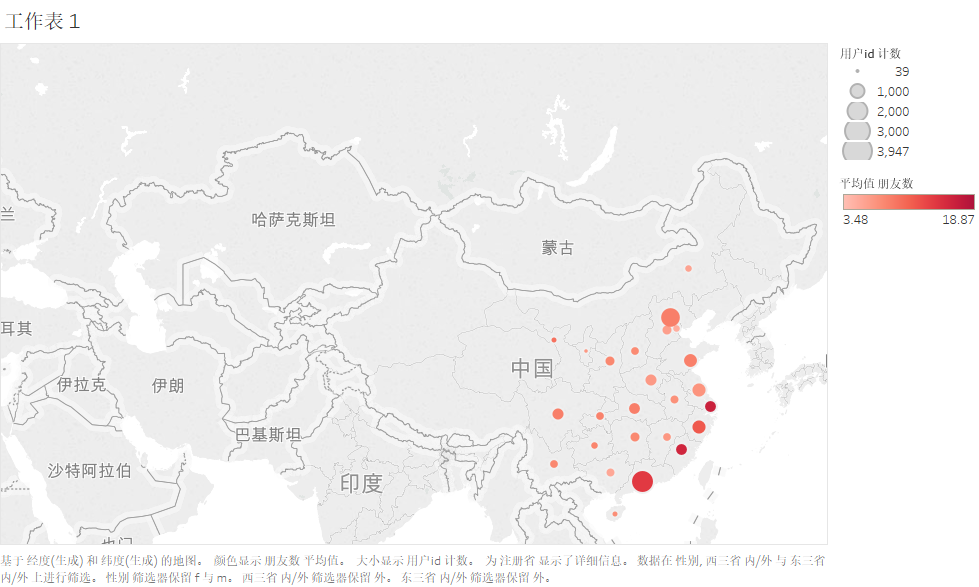 工作表 1
用户id 计数
39
1,000
2,000
3,000
3,947
平均值 朋友数
3.48
18.87
兰
哈萨克斯坦
蒙古
耳其
伊拉克
伊朗
中国
巴基斯坦
沙特阿拉伯
印度
也门
基于 经度(生成) 和 纬度(生成) 的地图。 颜色显示 朋友数 平均值。 大小显示 用户id 计数。 为 注册省 显示了详细信息。 数据在 性别, 西三省 内/外 与 东三省
内/外 上进行筛选。 性别 筛选器保留 f 与 m。 西三省 内/外 筛选器保留 外。 东三省 内/外 筛选器保留 外。